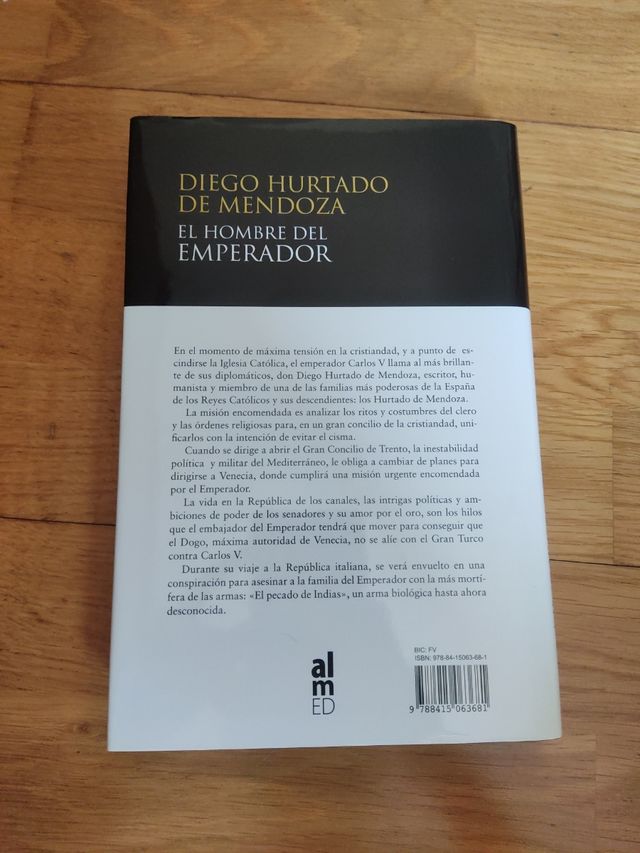 DIEGO HURTADO
DE MENDOZA
EL HOMBRE DEL
EMPERADOR
En el momento de máxima tensión en la cristiandad, y a punto de es-
cindirse la Iglesia Católica, el emperador Carlos V llama al más brillan-
te de sus diplomáticos, don Diego Hurtado de Mendoza, escritor, hu-
manista y miembro de una de las familias más poderosas de la España
de los Reyes Católicos y sus descendientes: los Hurtado de Mendoza.
La misión encomendada es analizar los ritos y costumbres del clero
y las órdenes religiosas para, en un gran concilio de la cristiandad, uni-
ficarlos con la intención de evitar el cisma.
Cuando se dirige a abrir el Gran Concilio de Trento, la inestabilidad
política y militar del Mediterráneo, le obliga a cambiar de planes para
dirigirse a Venecia, donde cumplirá una misión urgente encomendada
por el Emperador.
La vida en la República de los canales, las intrigas políticas y am-
biciones de poder de los senadores y su amor por el oro, son los hilos
que el embajador del Emperador tendrá que mover para conseguir que
el Dogo, máxima autoridad de Venecia, no se alíe con el Gran Turco
contra Carlos V.
Durante su viaje a la República italiana, se verá envuelto en una
conspiración para asesinar a la familia del Emperador con la más mortí-
fera de las armas: «El pecado de Indias», un arma biológica hasta ahora
desconocida.
al
m
ED
BIC: FV
ISBN: 978-84-15063-68-1
9 788415 063681